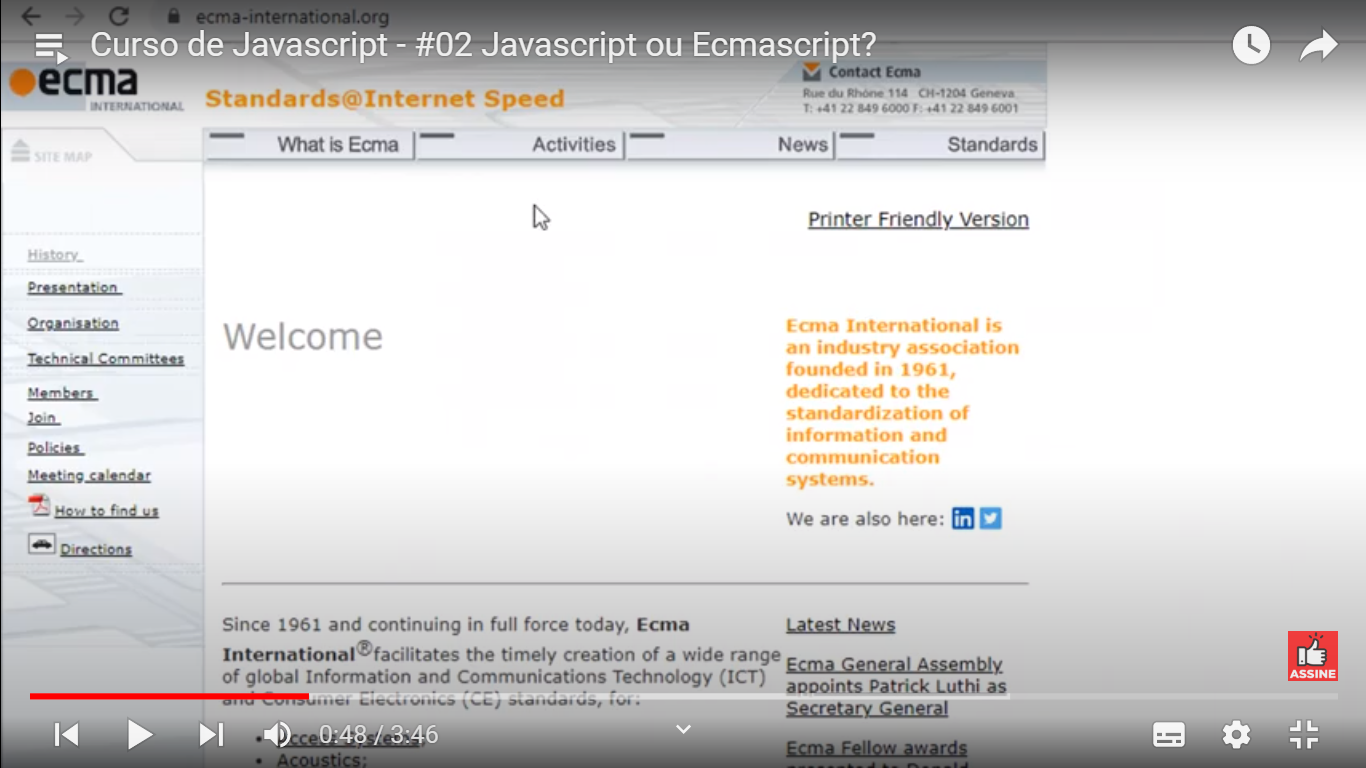 ecma-international.org
Curso de Javascript - #02 Javascript ou Ecmascript?
ecma
INTERNATIONAL
Standards@Internet Speed
Contact Ecma
Rue du Rhône 114 CH-1204 Geneva
T: +41 22 849 6000 F: +41 22 849 6001
SITE MAP
What is Ecma
Activities
News
Standards
Printer Friendly Version
History
Presentation
Organisation
Technical Committees
Members
Join
Policies
Meeting calendar
How to find us
Directions
Welcome
Ecma International is
an industry association
founded in 1961,
dedicated to the
standardization of
information and
communication
systems.
We are also here: in
Since 1961 and continuing in full force today, Ecma
International® facilitates the timely creation of a wide range
of global Information and Communications Technology (ICT)
and Consumer Electronics (CE) standards, for:
• Access Systems;
• Acoustics;
Latest News
Ecma General Assembly
appoints Patrick Luthi as
Secretary General
Ecma Fellow awards
presented to Donald
ASSINE
0:48 / 3:46